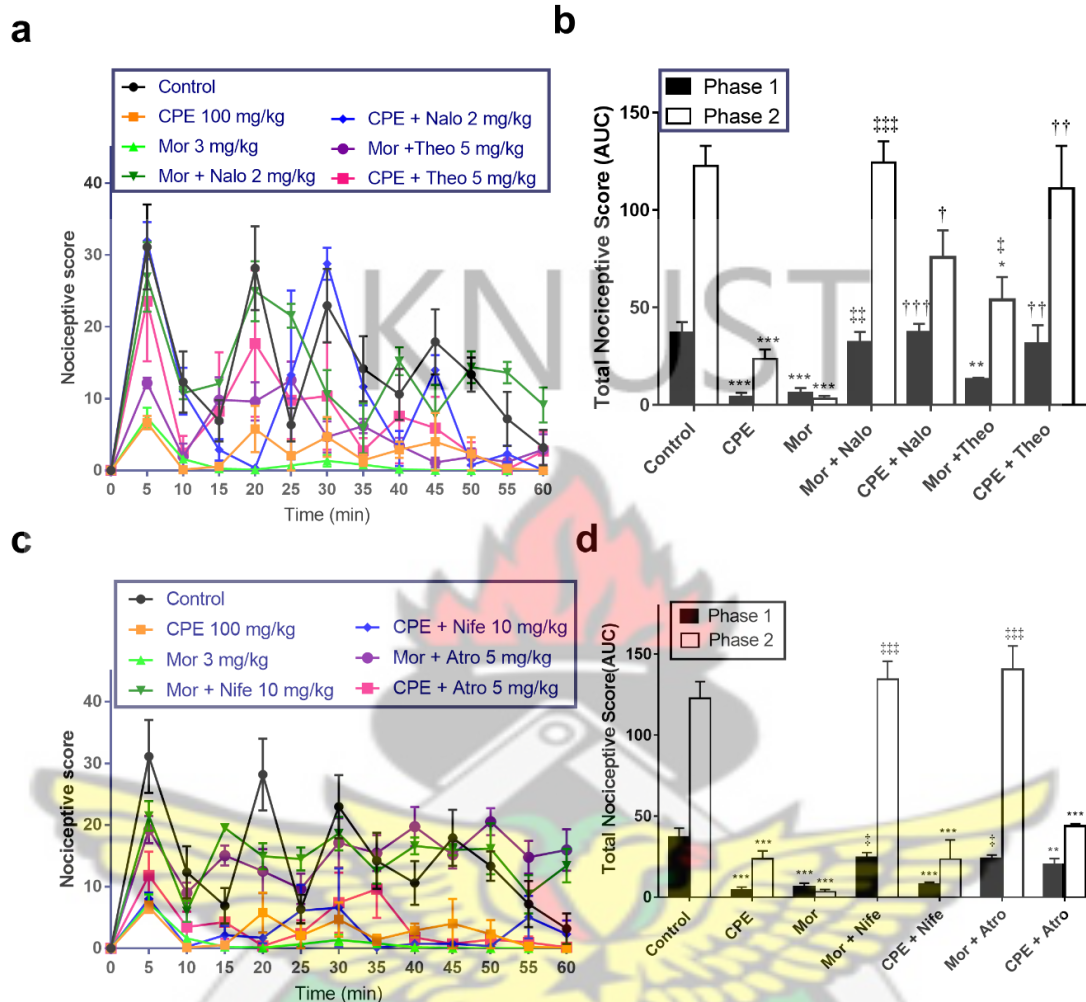 a
Control
CPE 100 mg/kg
Mor 3 mg/kg
Mor + Nalo 2 mg/kg
CPE + Nalo 2 mg/kg
Mor +Theo 5 mg/kg
CPE + Theo 5 mg/kg
Nociceptive score
40
30
20
10
0
0 5 10 15 20 25 30 35 40 45 50 55 60
Time (min)
b
Phase 1
Phase 2
Total Nociceptive Score (AUC)
150
100
50
0
*** *** *** *** ‡‡ ‡‡‡ ††† † ** ‡ * †† ††
Control
CPE
Mor
Mor + Nalo
CPE + Nalo
Mor +Theo
CPE + Theo
KNUST
c
Control
CPE 100 mg/kg
Mor 3 mg/kg
Mor + Nife 10 mg/kg
CPE + Nife 10 mg/kg
Mor + Atro 5 mg/kg
CPE + Atro 5 mg/kg
Nociceptive score
40
30
20
10
0
0 5 10 15 20 25 30 35 40 45 50 55 60
Time (min)
d
Phase 1
Phase 2
Total Nociceptive Score(AUC)
150
100
50
0
*** *** *** *** ‡ ‡‡‡ *** *** ‡ ‡‡‡ ** ***
Control
CPE
Mor
Mor + Nife
CPE + Nife
Mor + Atro
CPE + Atro